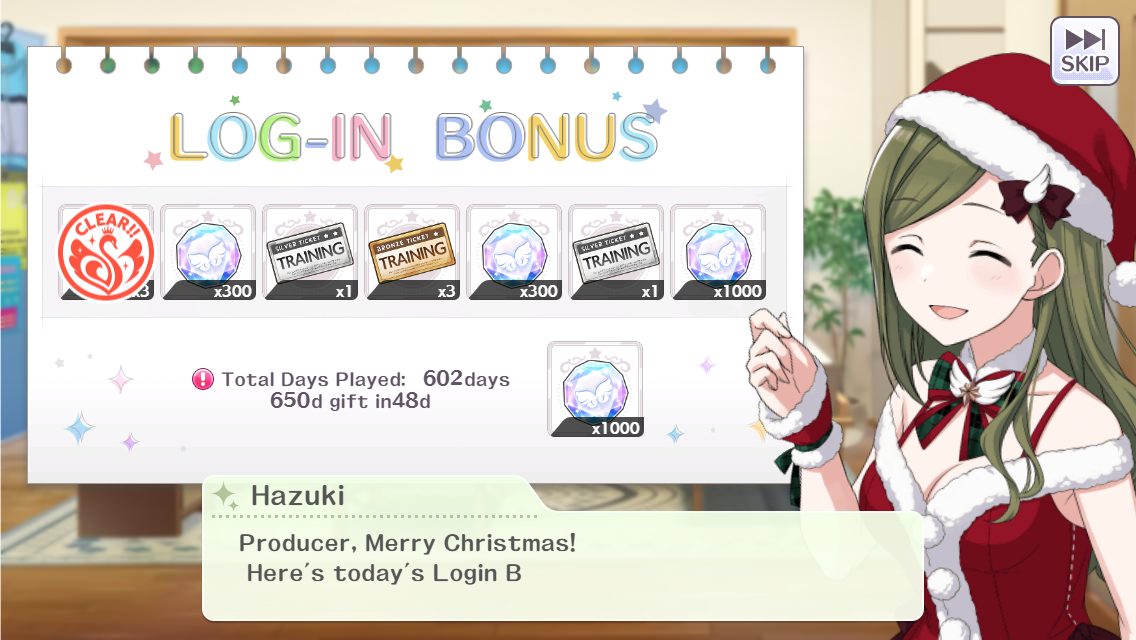 SKIP
LOG-IN BONUS
CLEAR!!
x3
x300
SILVER TICKET
TRAINING
x1
BRONZE TICKET
TRAINING
x3
x300
SILVER TICKET
TRAINING
x1
x1000
Total Days Played: 602days
650d gift in48d
x1000
Hazuki
Producer, Merry Christmas!
Here's today's Login B